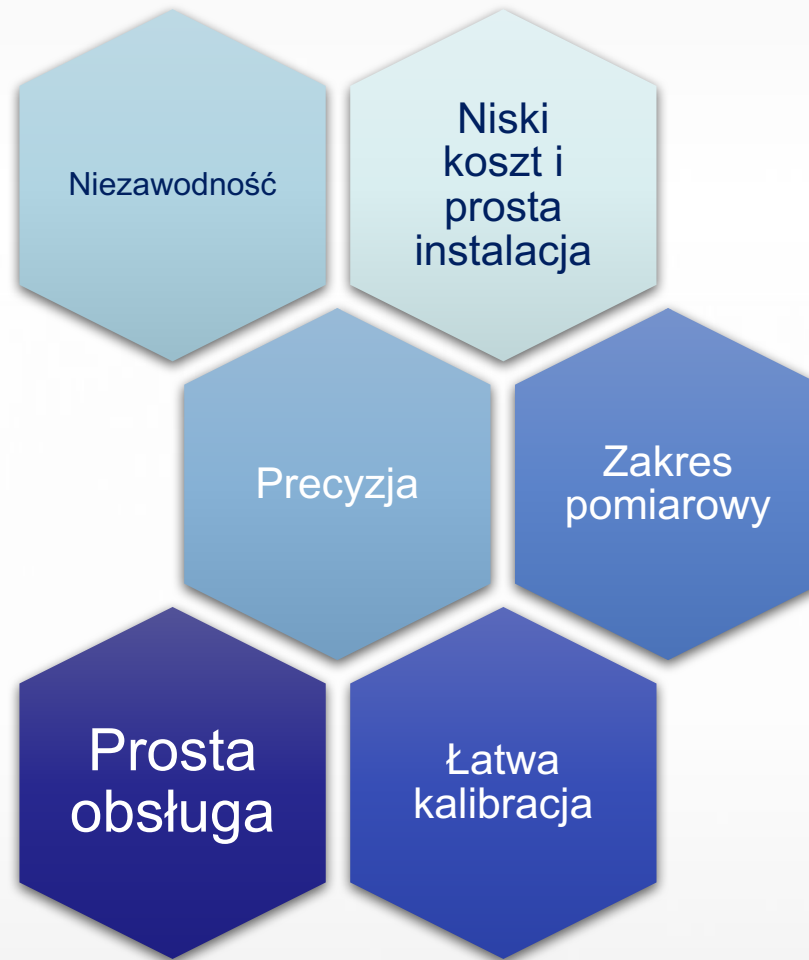 Niezawodność
Niski
koszt i
prosta
instalacja
Precyzja
Zakres
pomiarowy
Prosta
obsługa
Łatwa
kalibracja